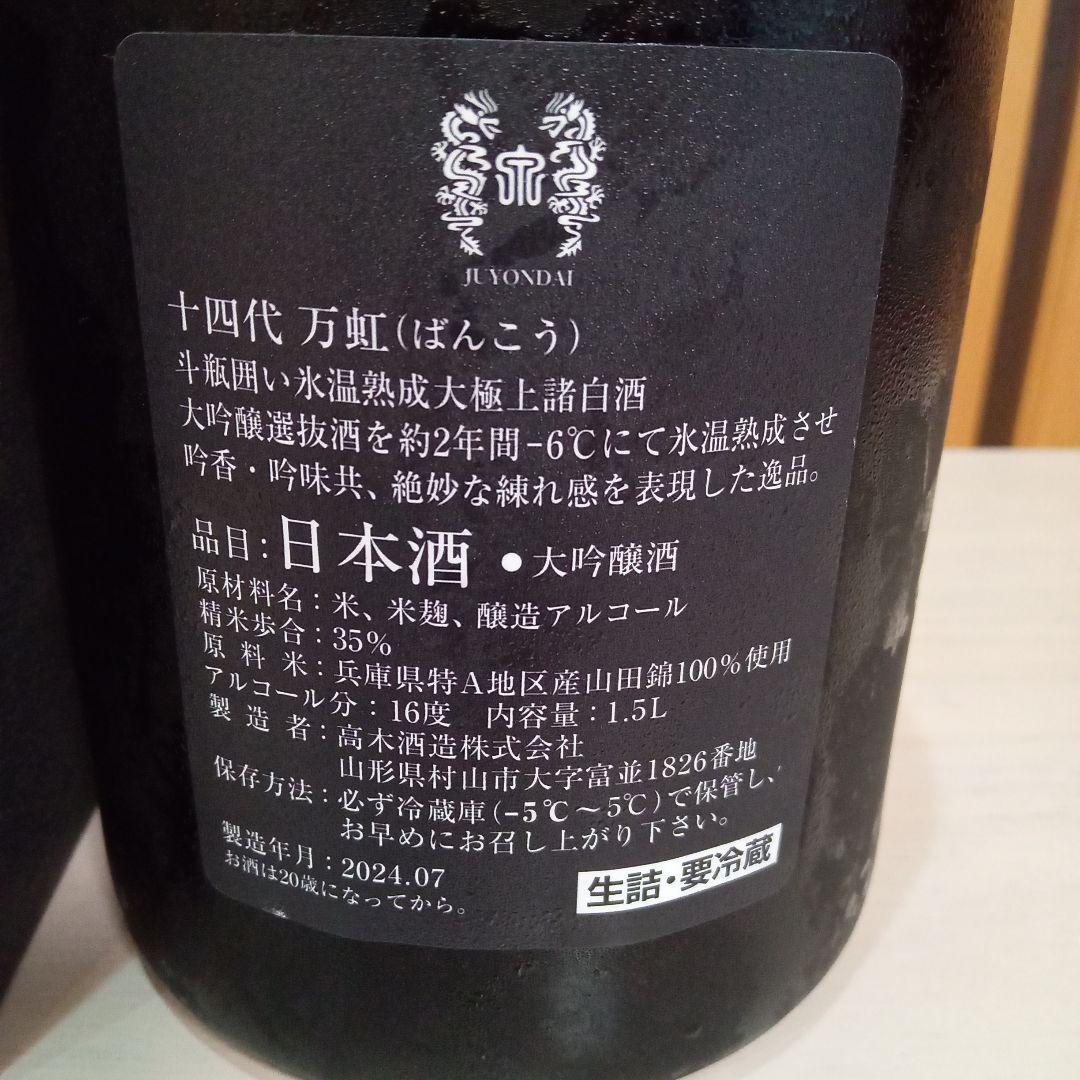 JUYONDAI
十四代 万虹(ばんこう)
斗瓶囲い氷温熟成大極上諸白酒
大吟醸選抜酒を約2年間-6℃にて氷温熟成させ
吟香・吟味共、絶妙な練れ感を表現した逸品。
品目:日本酒 ●大吟醸酒
原材料名:米、米麹、醸造アルコール
精米歩合:35%
原料米:兵庫県特A地区産山田錦100%使用
アルコール分:16度 内容量:1.5L
製造者:高木酒造株式会社
山形県村山市大字富並1826番地
保存方法:必ず冷蔵庫(-5℃~5℃)で保管し、
お早めにお召し上がり下さい。
製造年月:2024.07
お酒は20歳になってから。
生詰・要冷蔵